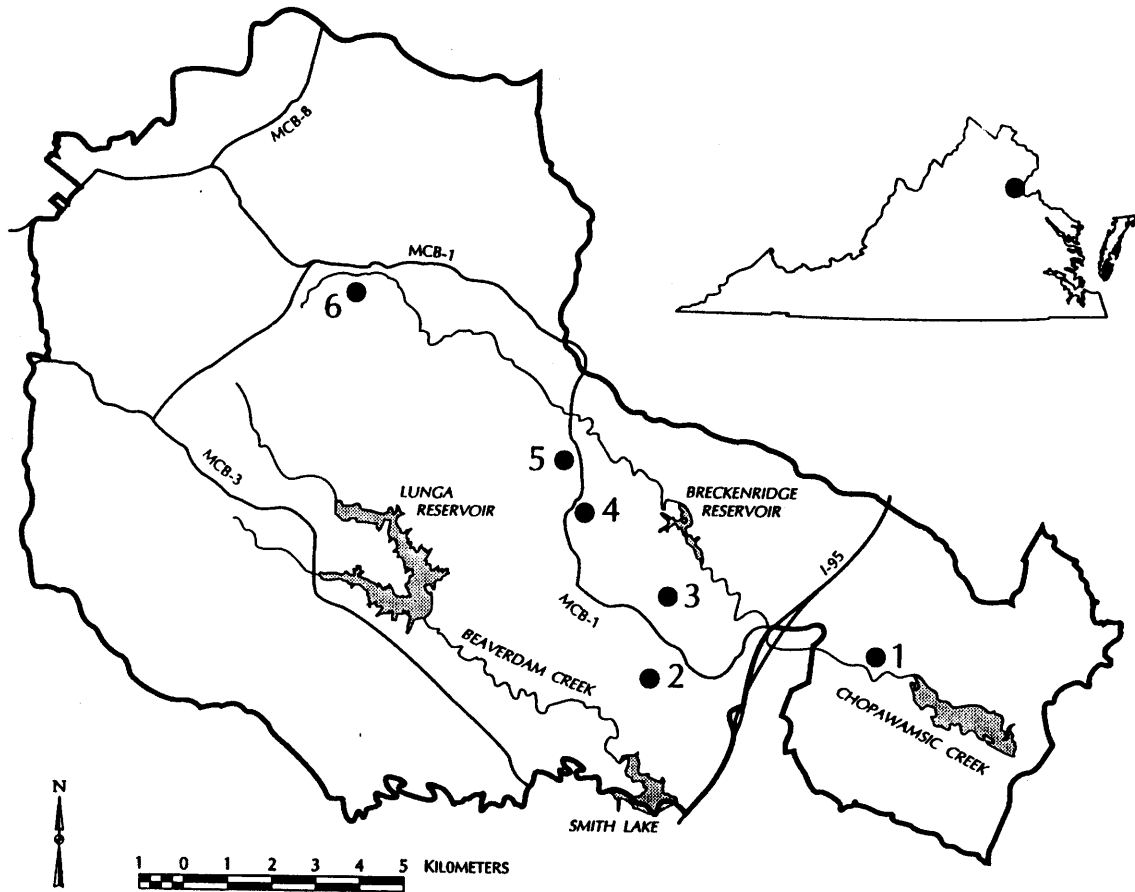 MCB-8
MCB-1
6
5
MCB-3
LUNGA
RESERVOIR
4
BRECKENRIDGE
RESERVOIR
I-95
3
MCB-1
BEAVERDAM CREEK
2
1
CHOPAWAMSIC CREEK
SMITH LAKE
N
1 0 1 2 3 4 5 KILOMETERS